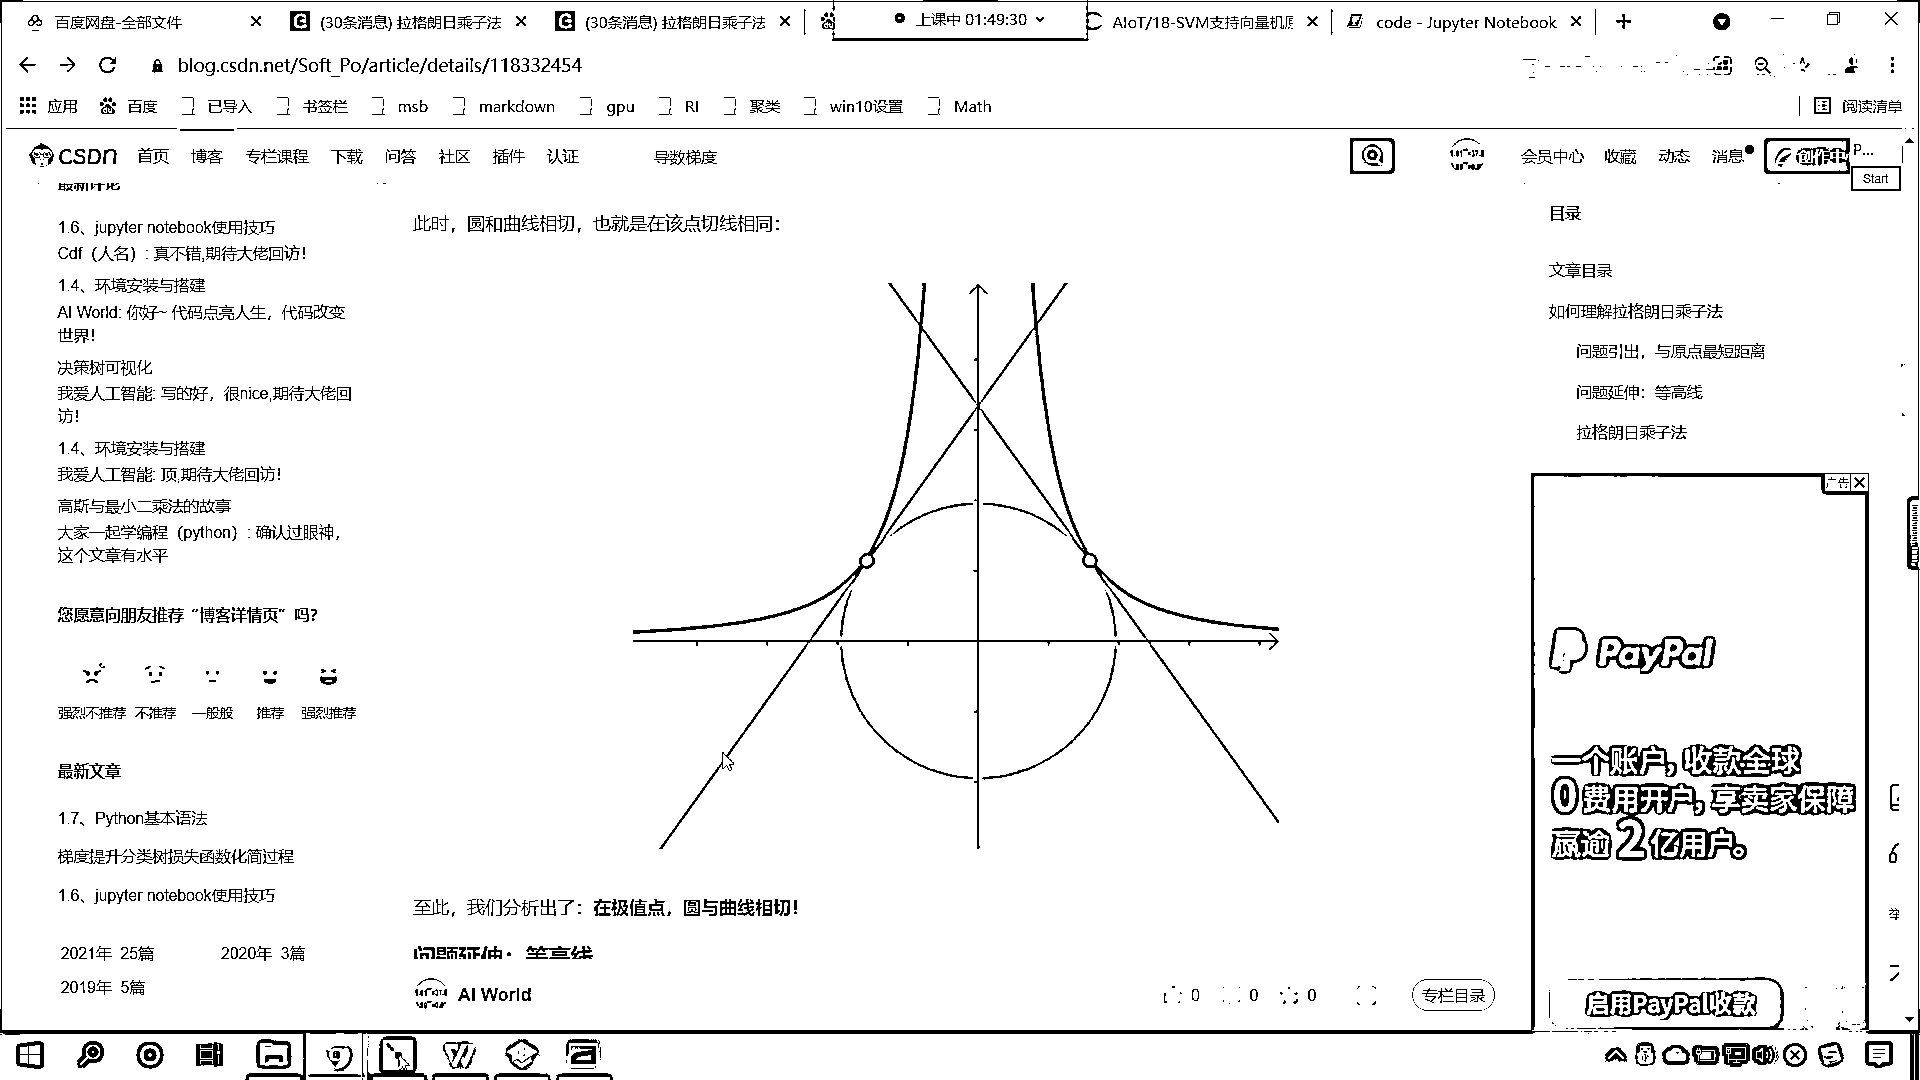 百度网盘-全部文件
(30条消息) 拉格朗日乘子法
(30条消息) 拉格朗日乘子法
上课中 01:49:30
AIoT/18-SVM支持向量机原
code - Jupyter Notebook
blog.csdn.net/Soft_Po/article/details/118332454
应用
百度
已导入
书签栏
msb
markdown
gpu
RI
聚类
win10设置
Math
阅读清单
CSDN
首页
博客
专栏课程
下载
问答
社区
插件
认证
导数梯度
会员中心
收藏
动态
消息
创作中
P...
Start
最新评论
1.6、jupyter notebook使用技巧
Cdf（人名）: 真不错,期待大佬回访！
1.4、环境安装与搭建
AI World: 你好~ 代码点亮人生，代码改变
世界！
决策树可视化
我爱人工智能: 写的好，很nice,期待大佬回
访！
1.4、环境安装与搭建
我爱人工智能: 顶,期待大佬回访！
高斯与最小二乘法的故事
大家一起学编程（python）: 确认过眼神，
这个文章有水平
您愿意向朋友推荐“博客详情页”吗？
强烈不推荐
不推荐
一般般
推荐
强烈推荐
最新文章
1.7、Python基本语法
梯度提升分类树损失函数化简过程
1.6、jupyter notebook使用技巧
2021年 25篇
2020年 3篇
2019年 5篇
此时，圆和曲线相切，也就是在该点切线相同：
至此，我们分析出了：在极值点，圆与曲线相切！
问题延伸：等高线
AI World
0
0
0
专栏目录
目录
文章目录
如何理解拉格朗日乘子法
问题引出，与原点最短距离
问题延伸：等高线
拉格朗日乘子法
广告
PayPal
一个账户, 收款全球
0费用开户, 享卖家保障
赢逾2亿用户。
启用PayPal收款